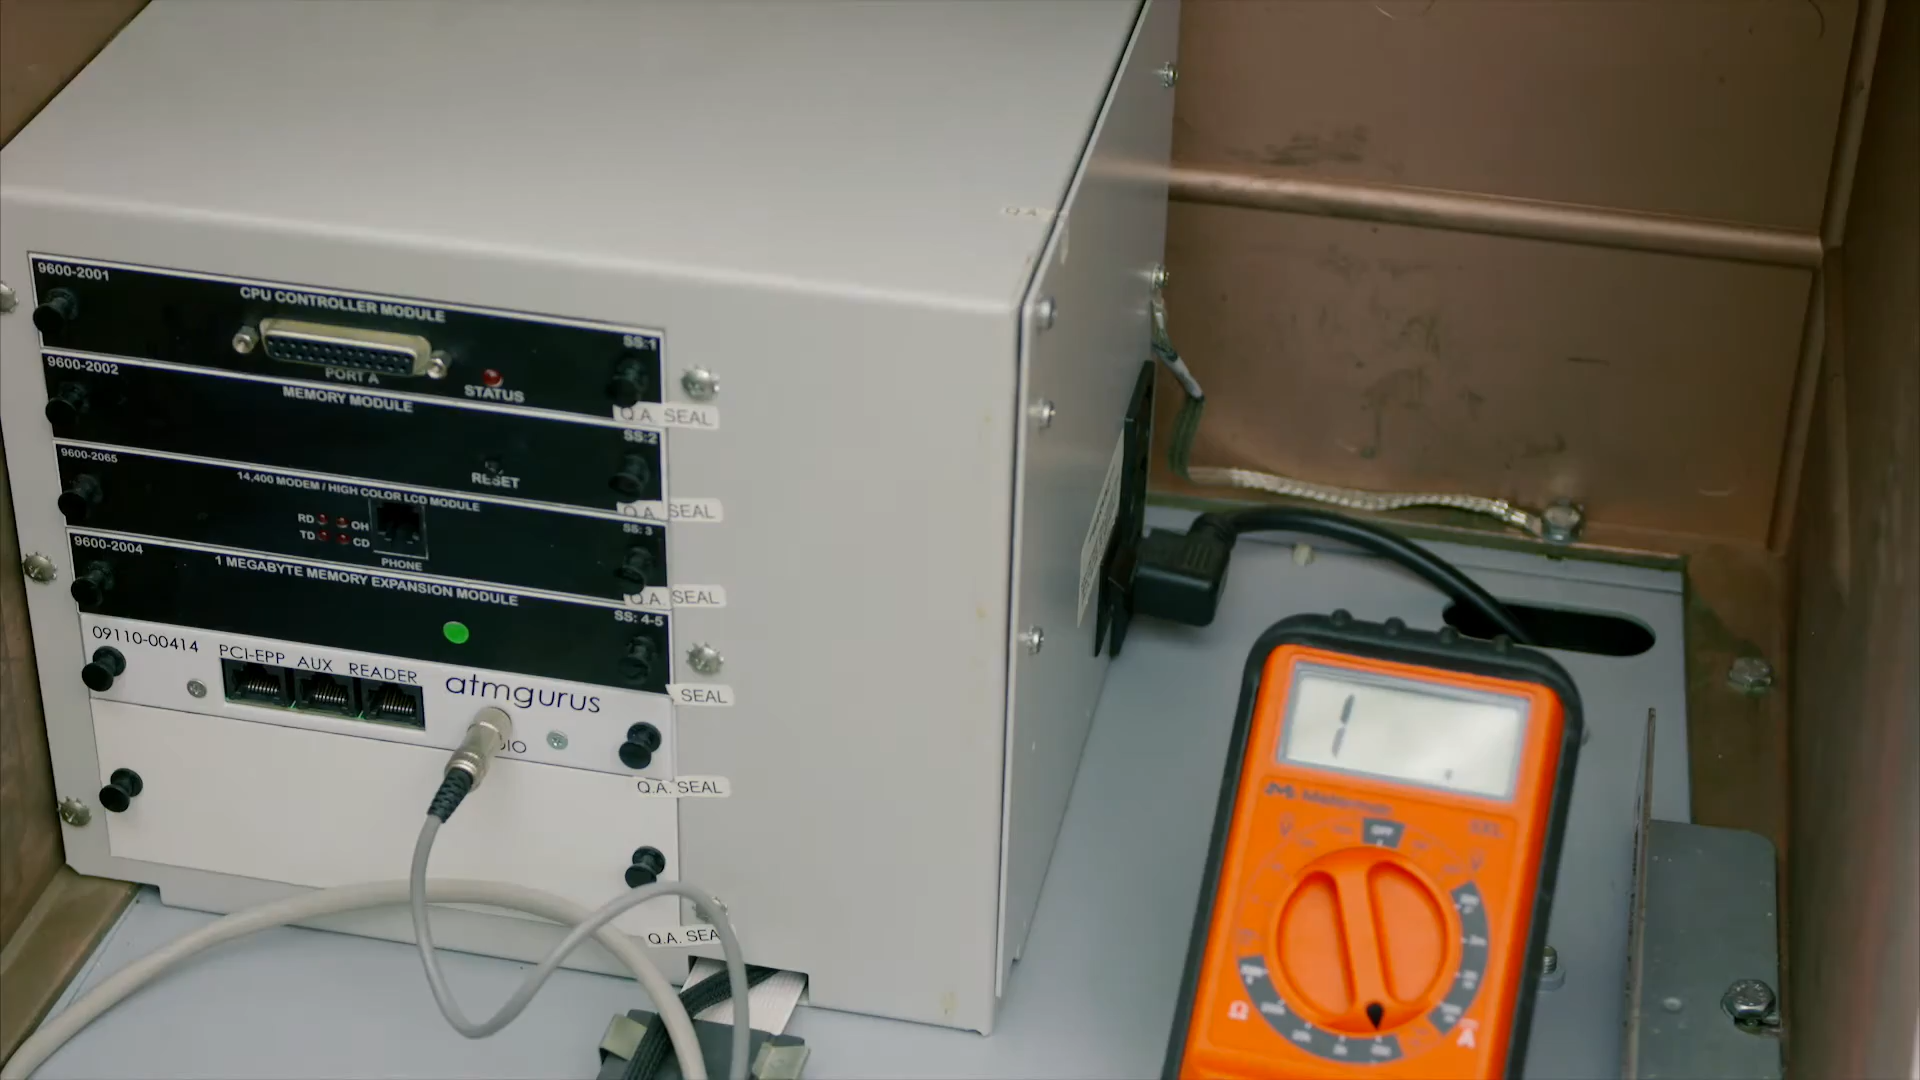 Q.A.
9600-2001
CPU CONTROLLER MODULE
SS:1
PORT A
STATUS
9600-2002
MEMORY MODULE
Q.A. SEAL
SS:2
RESET
9600-2065
14,400 MODEM / HIGH COLOR LCD MODULE
Q.A. SEAL
SS: 3
RD OH
TD CD
PHONE
9600-2004
1 MEGABYTE MEMORY EXPANSION MODULE
Q.A. SEAL
SS: 4-5
09110-00414
PCI-EPP AUX READER
atmgurus
SEAL
DIO
Q.A. SEAL
Q.A. SEA
1
OFF
Ω
A